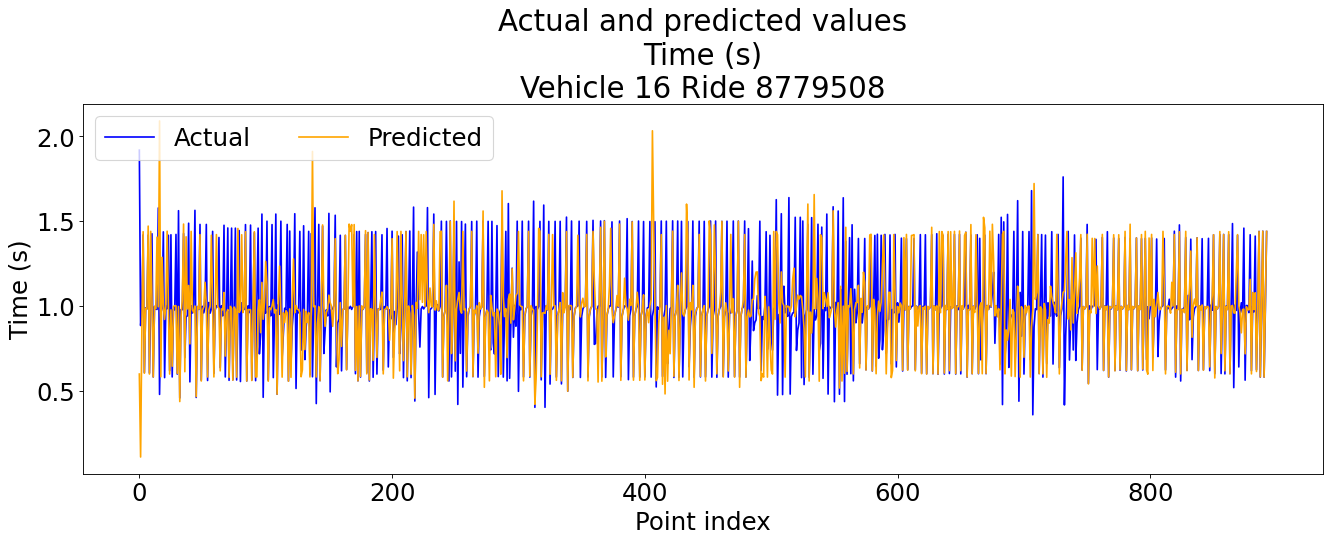 Actual and predicted values
Time (s)
Vehicle 16 Ride 8779508
Actual Predicted
2.0
1.5
1.0
0.5
Time (s)
0 200 400 600 800
Point index